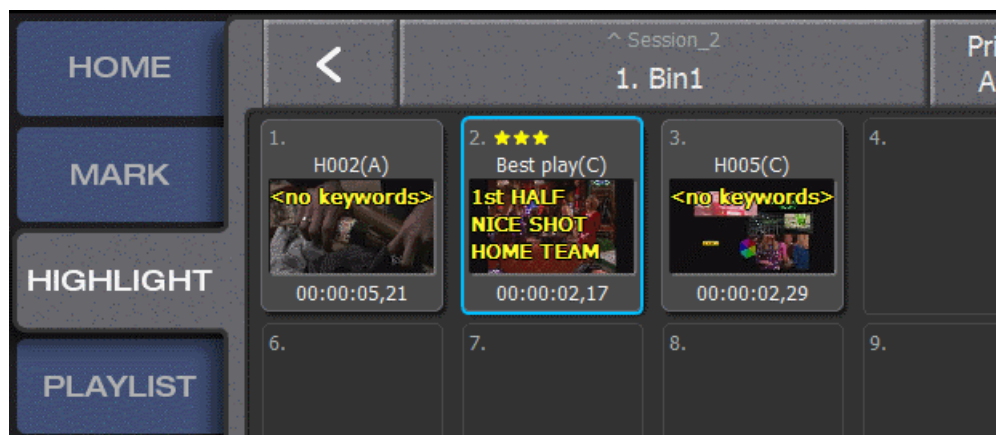 HOME
MARK
HIGHLIGHT
PLAYLIST
<
^ Session_2
1. Bin1
Pri
A
1.
H002(A)
<no keywords>
00:00:05,21
2. ★★★
Best play(C)
1st HALF
NICE SHOT
HOME TEAM
00:00:02,17
3.
H005(C)
<no keywords>
00:00:02,29
4.
6.
7.
8.
9.